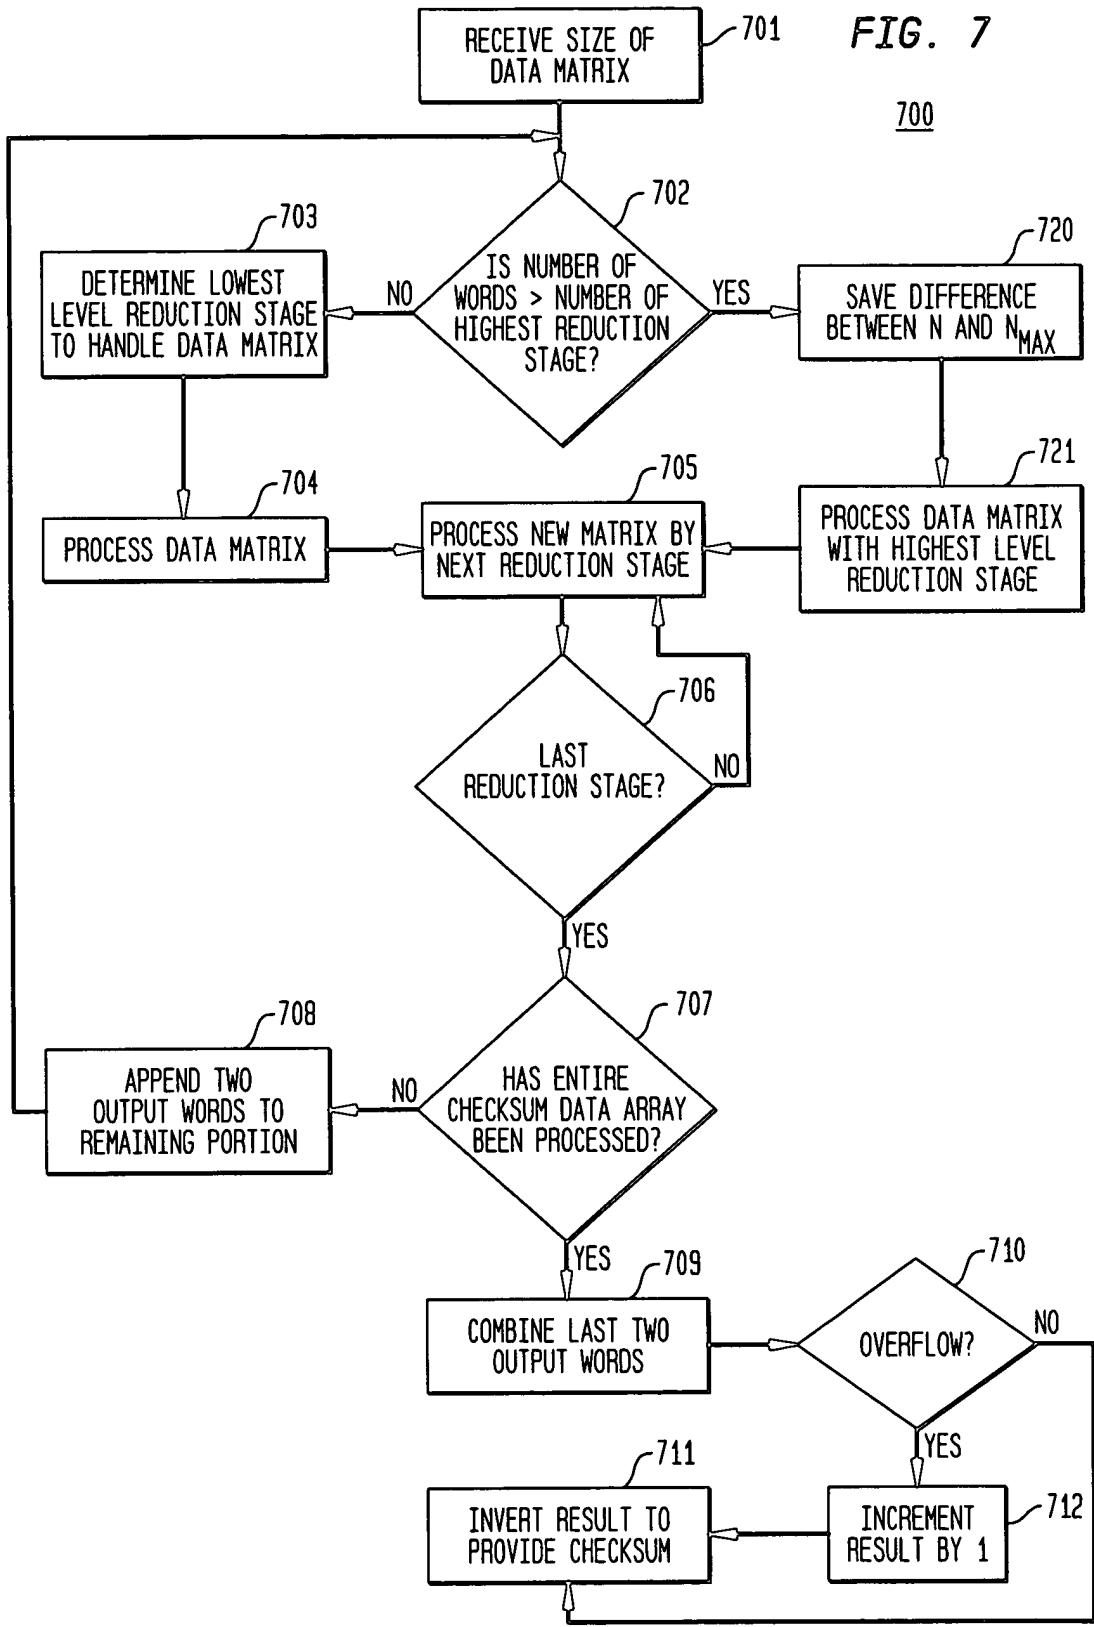 FIG. 7
700
RECEIVE SIZE OF
DATA MATRIX
701
702
IS NUMBER OF
WORDS > NUMBER OF
HIGHEST REDUCTION
STAGE?
NO
YES
703
DETERMINE LOWEST
LEVEL REDUCTION STAGE
TO HANDLE DATA MATRIX
720
SAVE DIFFERENCE
BETWEEN N AND NMAX
704
PROCESS DATA MATRIX
705
PROCESS NEW MATRIX BY
NEXT REDUCTION STAGE
721
PROCESS DATA MATRIX
WITH HIGHEST LEVEL
REDUCTION STAGE
706
LAST
REDUCTION STAGE?
NO
YES
707
HAS ENTIRE
CHECKSUM DATA ARRAY
BEEN PROCESSED?
NO
YES
708
APPEND TWO
OUTPUT WORDS TO
REMAINING PORTION
709
COMBINE LAST TWO
OUTPUT WORDS
710
OVERFLOW?
NO
YES
711
INVERT RESULT TO
PROVIDE CHECKSUM
712
INCREMENT
RESULT BY 1